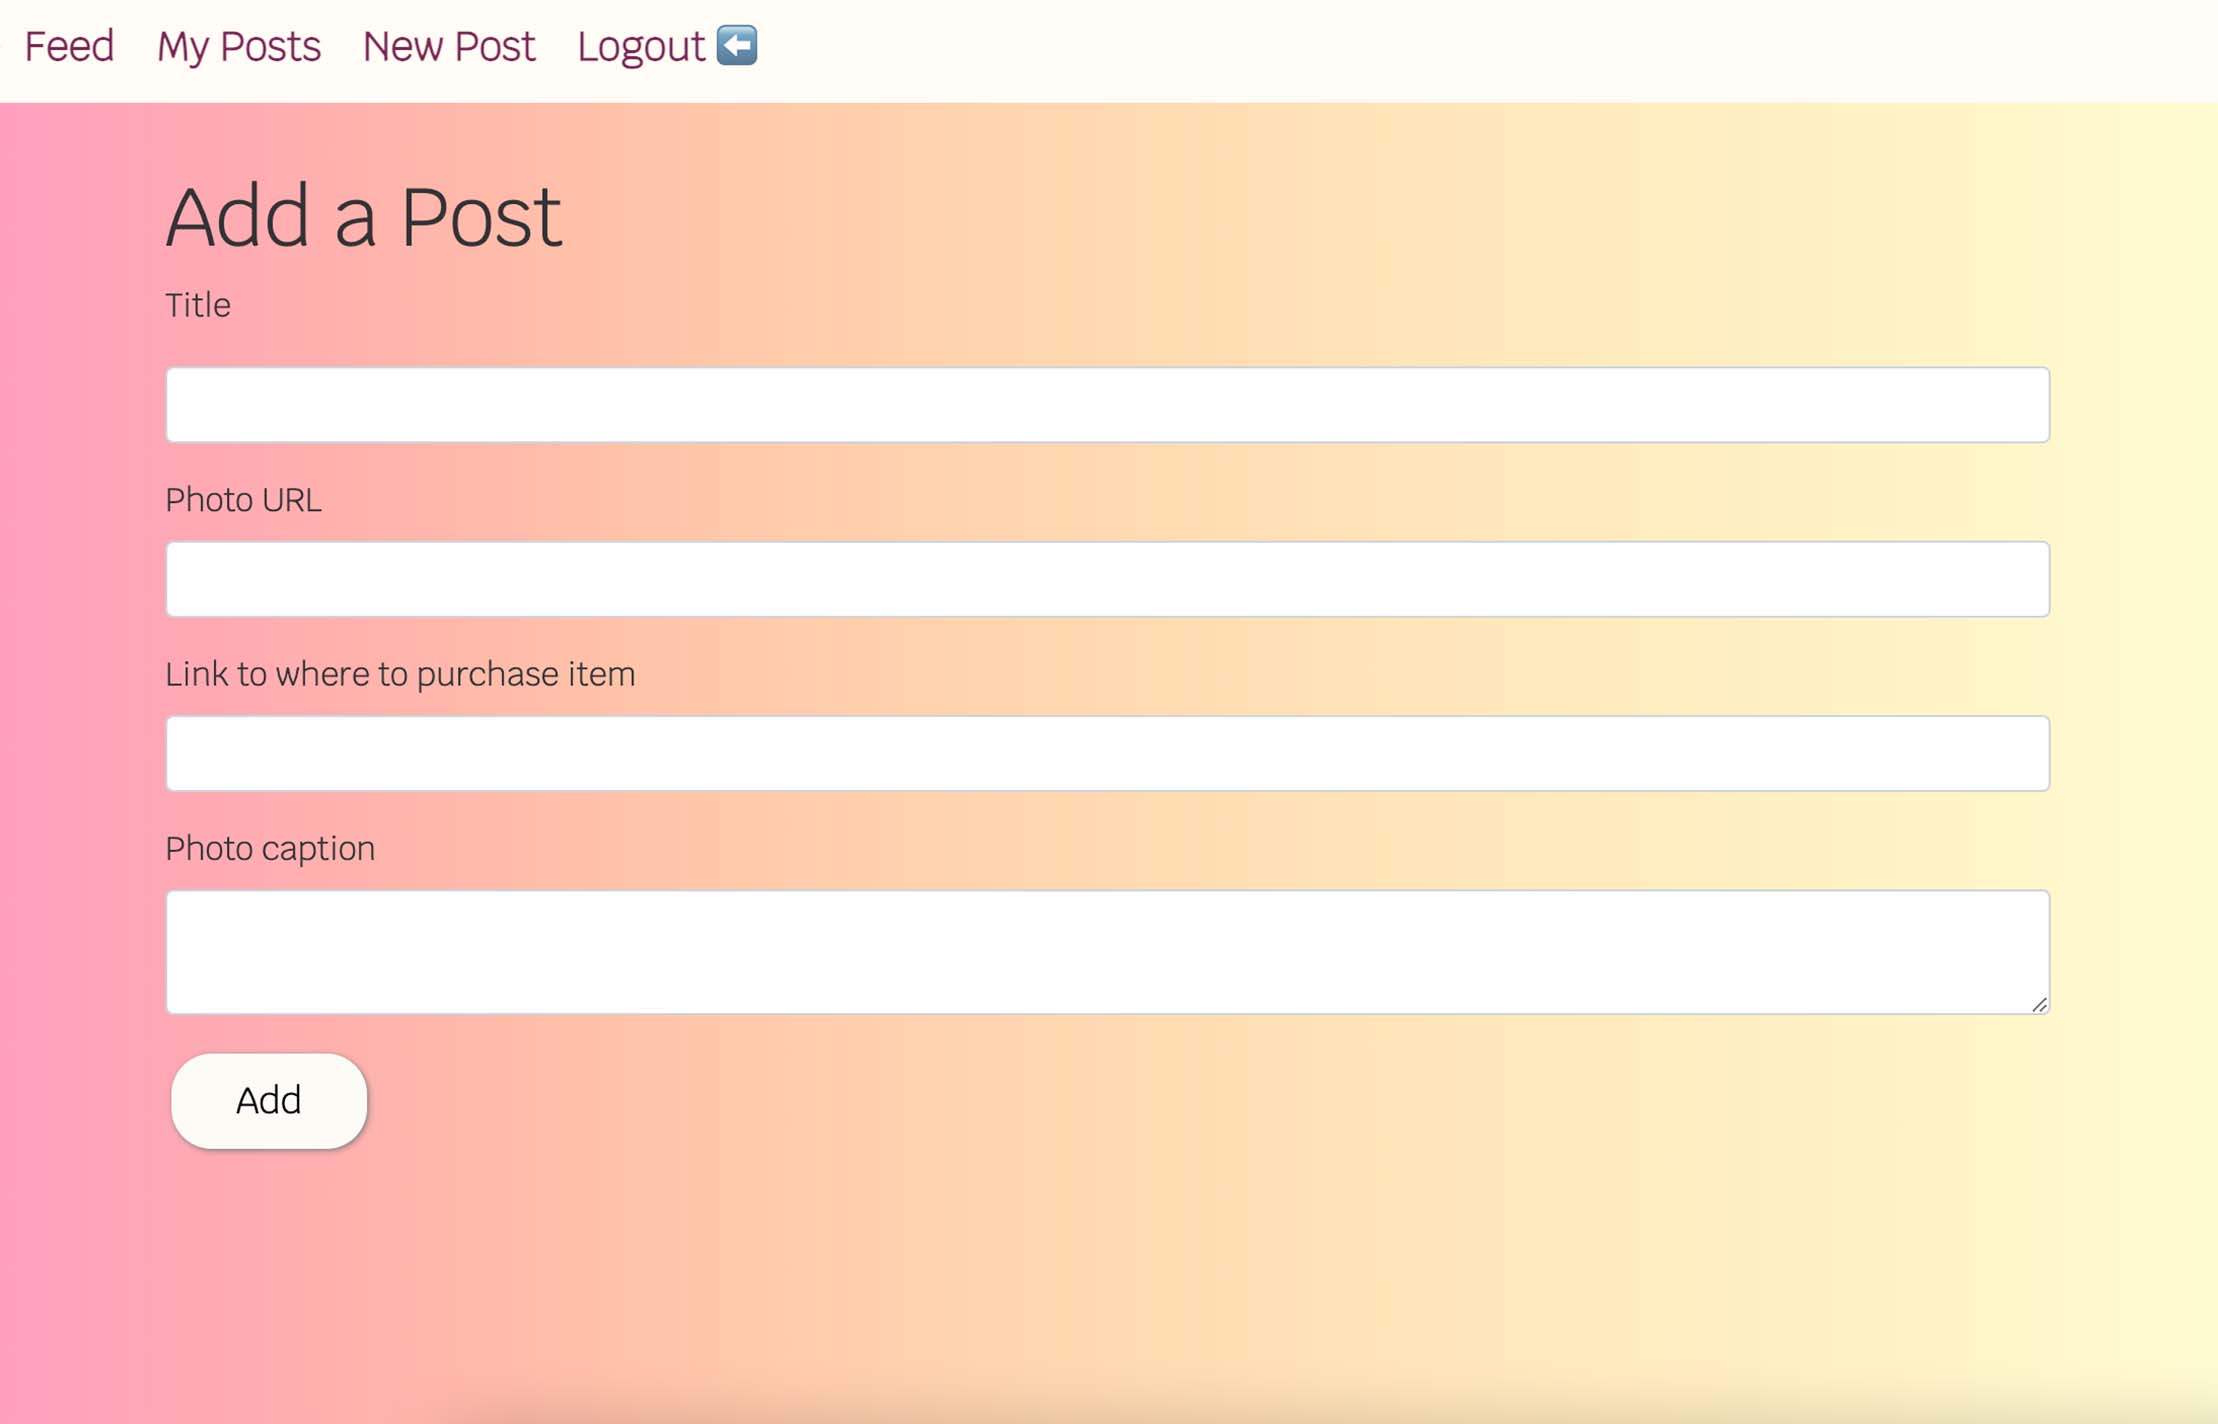 Feed My Posts New Post Logout ⬅️
Add a Post
Title
Photo URL
Link to where to purchase item
Photo caption
Add